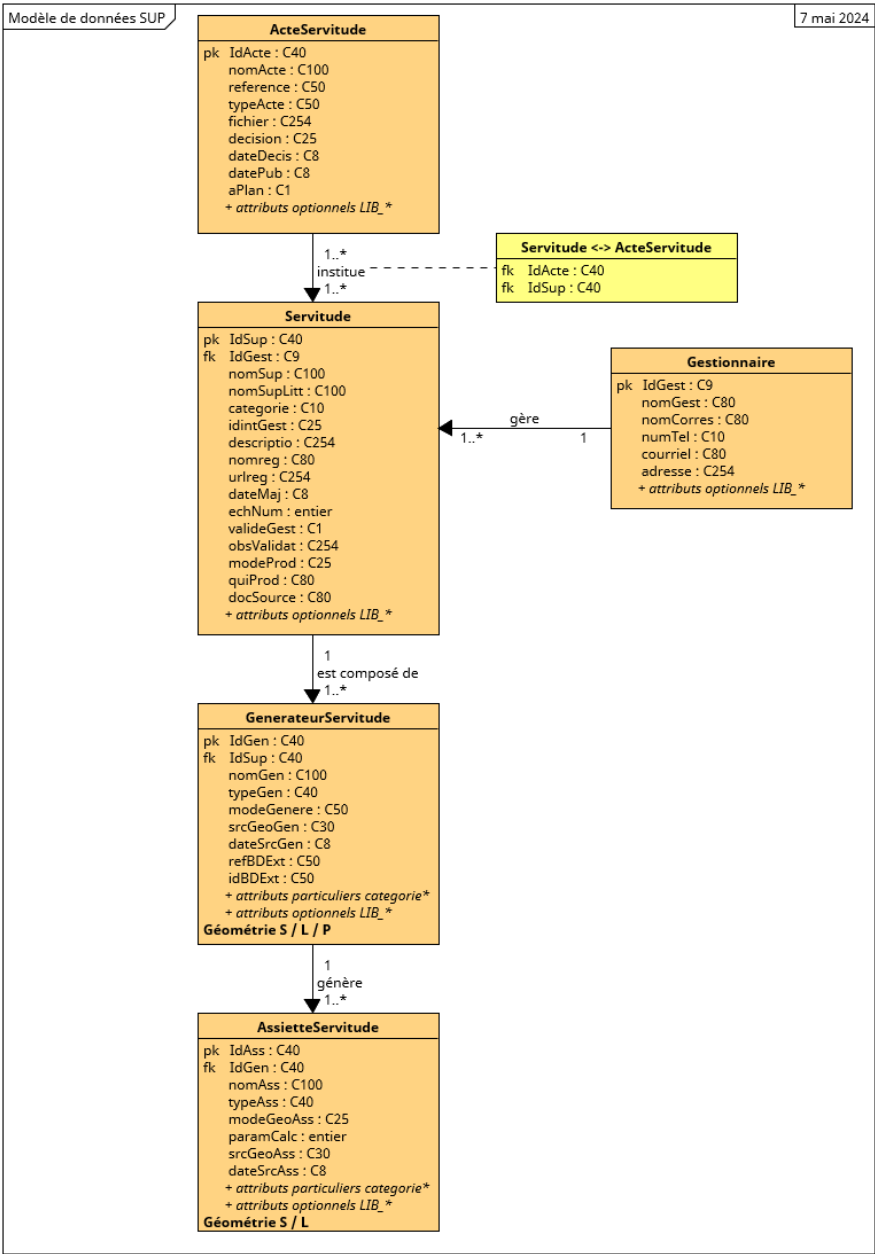 Modèle de données SUP
7 mai 2024
ActeServitude
pk IdActe : C40
nomActe : C100
reference : C50
typeActe : C50
fichier : C254
decision : C25
dateDecis : C8
datePub : C8
aPlan : C1
+ attributs optionnels LIB_*
1..*
institue
1..*
Servitude <-> ActeServitude
fk IdActe : C40
fk IdSup : C40
Servitude
pk IdSup : C40
fk IdGest : C9
nomSup : C100
nomSupLitt : C100
categorie : C10
idintGest : C25
descriptio : C254
nomreg : C80
urlreg : C254
dateMaj : C8
echNum : entier
valideGest : C1
obsValidat : C254
modeProd : C25
quiProd : C80
docSource : C80
+ attributs optionnels LIB_*
gère
1..*
1
Gestionnaire
pk IdGest : C9
nomGest : C80
nomCorres : C80
numTel : C10
courriel : C80
adresse : C254
+ attributs optionnels LIB_*
1
est composé de
1..*
GenerateurServitude
pk IdGen : C40
fk IdSup : C40
nomGen : C100
typeGen : C40
modeGenere : C50
srcGeoGen : C30
dateSrcGen : C8
refBDExt : C50
idBDExt : C50
+ attributs particuliers categorie*
+ attributs optionnels LIB_*
Géométrie S / L / P
1
génère
1..*
AssietteServitude
pk IdAss : C40
fk IdGen : C40
nomAss : C100
typeAss : C40
modeGeoAss : C25
paramCalc : entier
srcGeoAss : C30
dateSrcAss : C8
+ attributs particuliers categorie*
+ attributs optionnels LIB_*
Géométrie S / L